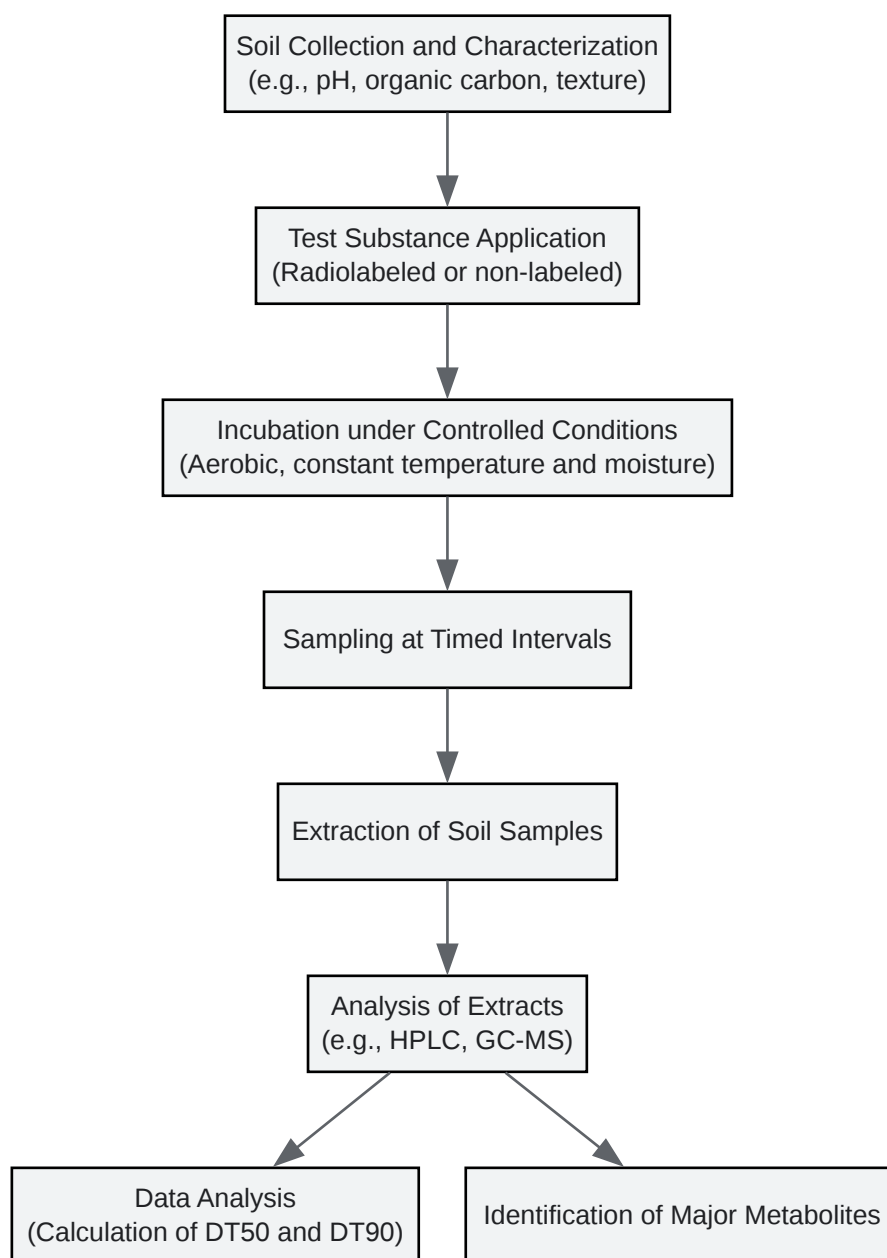 Soil Collection and Characterization
(e.g., pH, organic carbon, texture)
Test Substance Application
(Radiolabeled or non-labeled)
Incubation under Controlled Conditions
(Aerobic, constant temperature and moisture)
Sampling at Timed Intervals
Extraction of Soil Samples
Analysis of Extracts
(e.g., HPLC, GC-MS)
Data Analysis
(Calculation of DT50 and DT90)
Identification of Major Metabolites